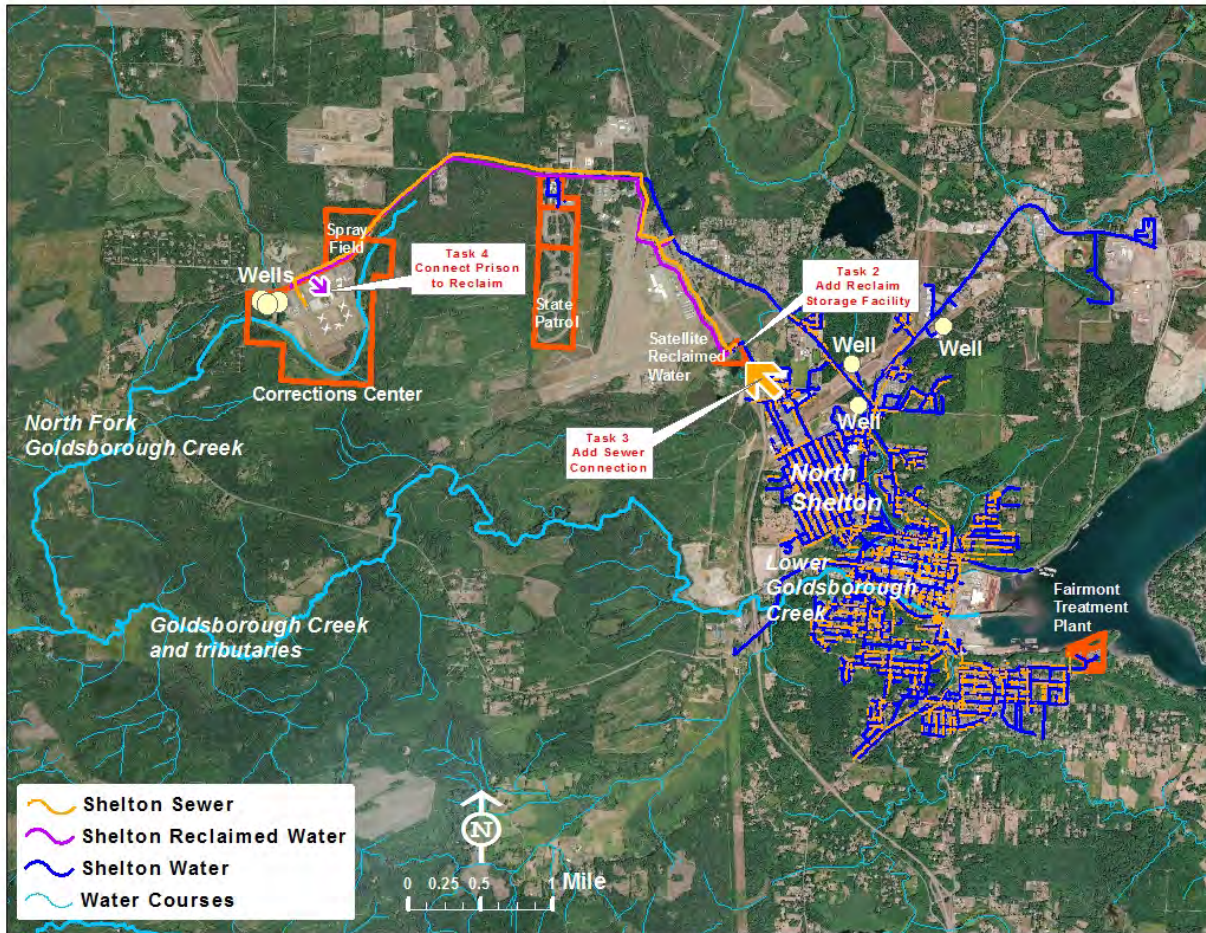 Spray
Field
Task 4
Connect Prison
to Reclaim
Wells
State
Patrol
Task 2
Add Reclaim
Storage Facility
Satellite
Reclaimed
Water
Well
Well
Well
Corrections Center
North Fork
Goldsborough Creek
Task 3
Add Sewer
Connection
North
Shelton
Lower
Goldsborough
Creek
Fairmont
Treatment
Plant
Goldsborough Creek
and tributaries
Shelton Sewer
Shelton Reclaimed Water
Shelton Water
Water Courses
N
0 0.25 0.5 1 Mile